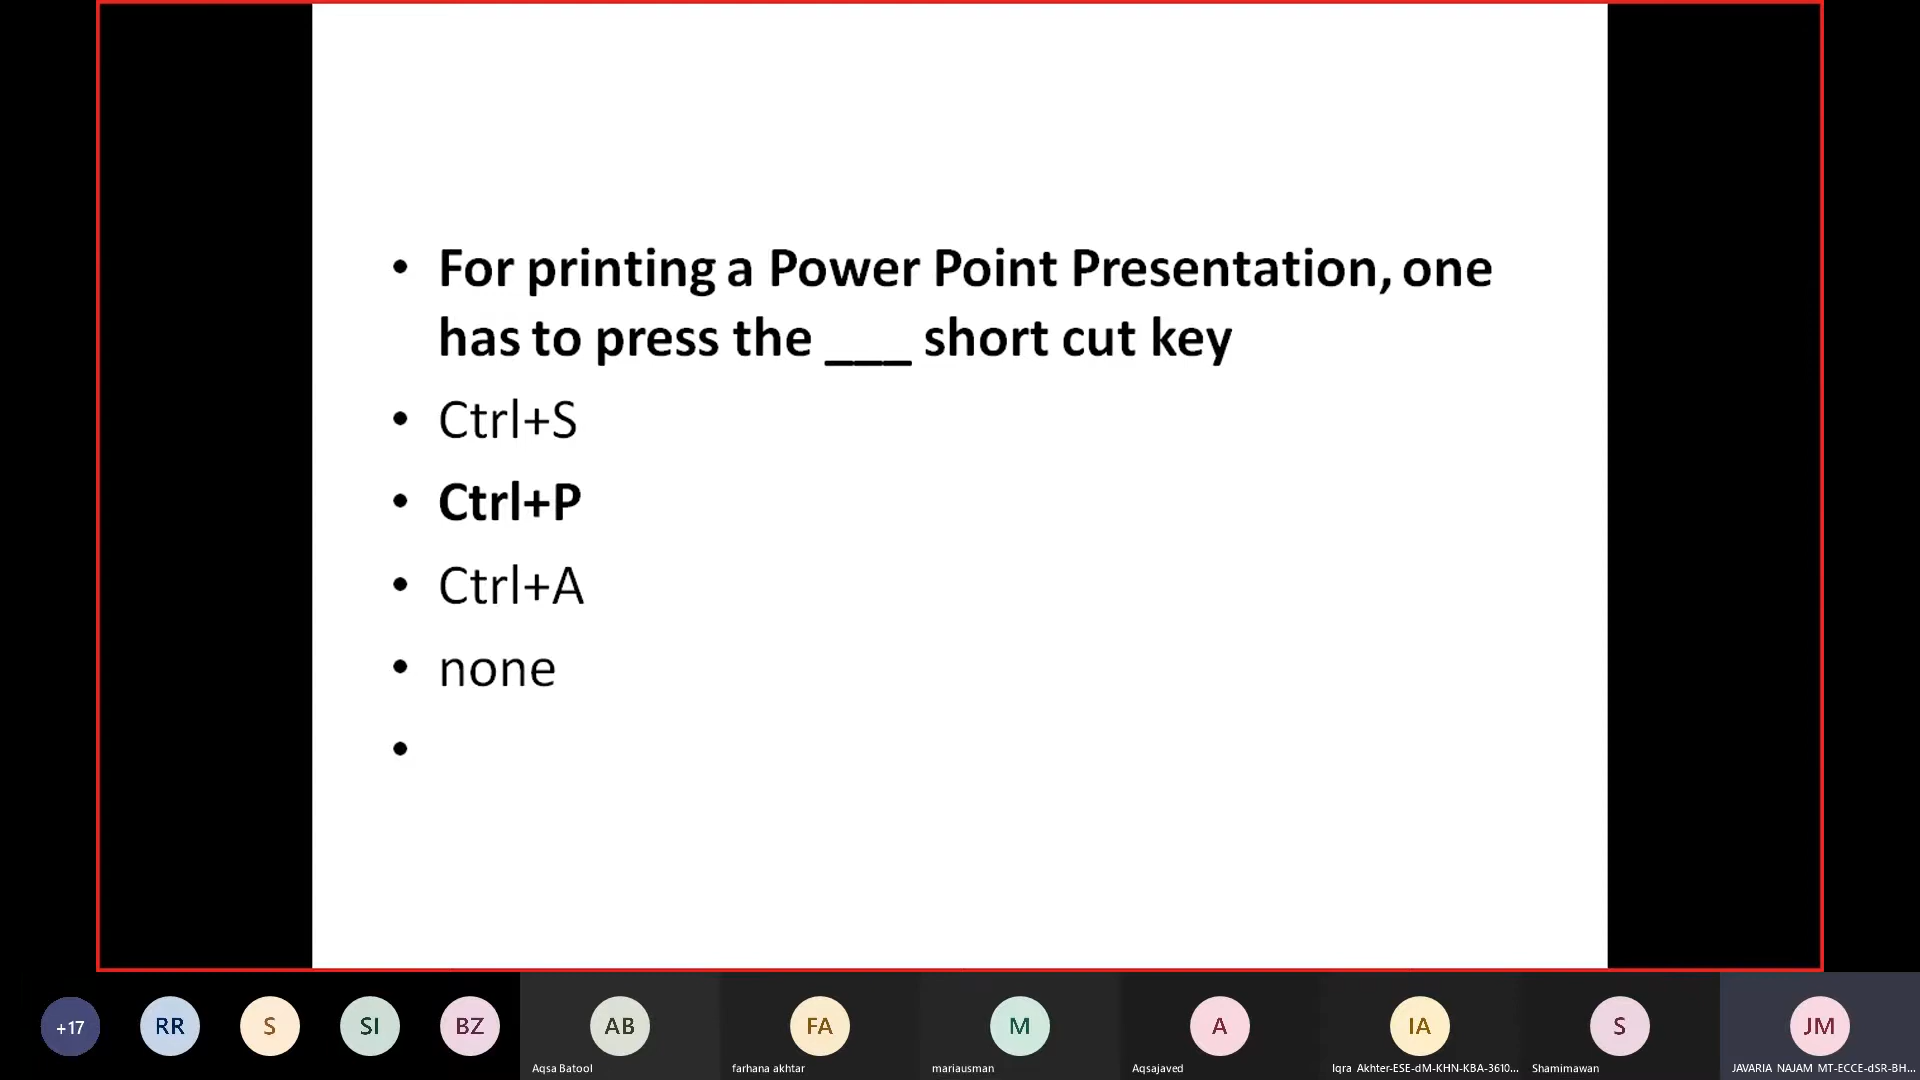 • For printing a Power Point Presentation, one
has to press the ___ short cut key
• Ctrl+S
• Ctrl+P
• Ctrl+A
• none
•
+17
RR
S
SI
BZ
AB
FA
M
A
IA
S
JM
Aqsa Batool
farhana akhtar
mariausman
Aqsajaved
Iqra Akhter-ESE-dM-KHN-KBA-3610...
Shamimawan
JAVARIA NAJAM MT-ECCE-dSR-BH...